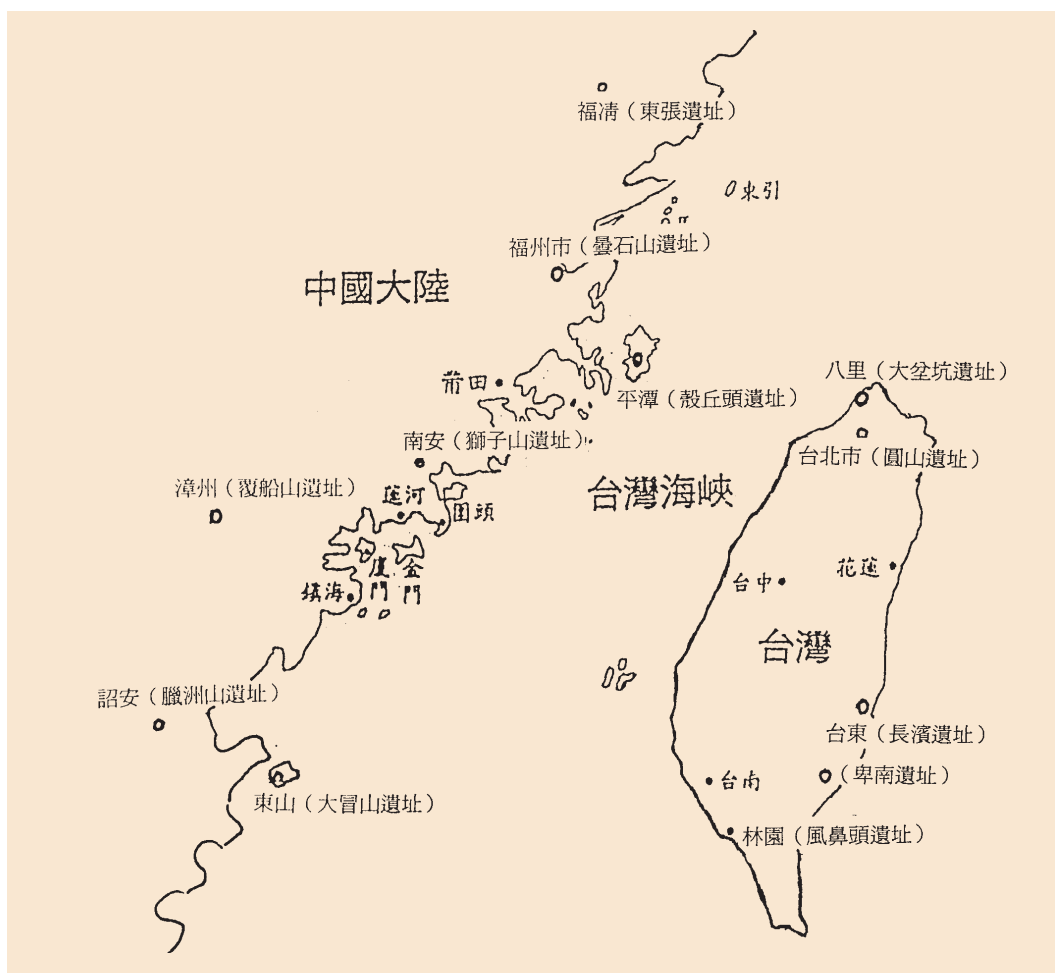 福清（東張遺址）
東引
福州市（曇石山遺址）
中國大陸
八里（大坌坑遺址）
莆田
平潭（殼丘頭遺址）
南安（獅子山遺址）
台北市（圓山遺址）
漳州（覆船山遺址）
蓮河
台灣海峽
圍頭
花蓮
廈門
金門
台中
鎮海
台灣
詔安（臘洲山遺址）
台東（長濱遺址）
台南
（卑南遺址）
東山（大冒山遺址）
林園（風鼻頭遺址）